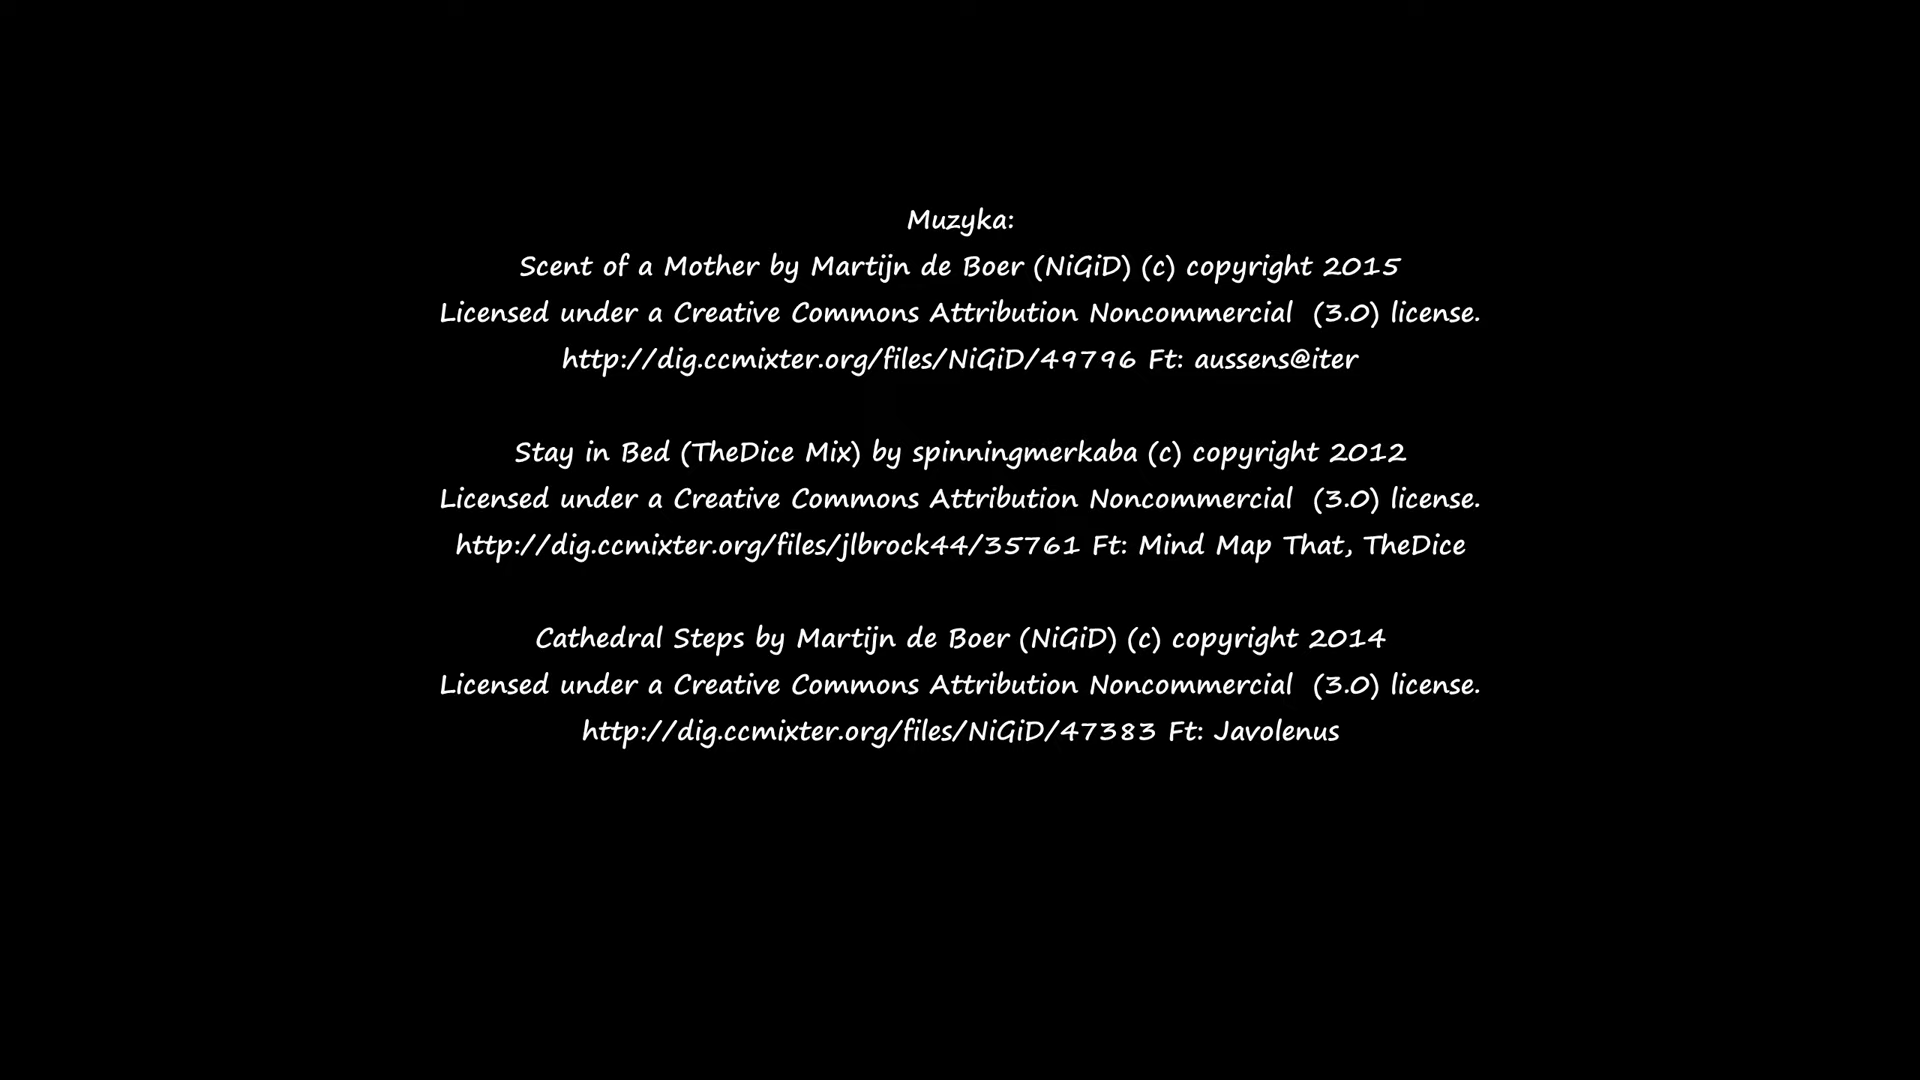 Muzyka:
Scent of a Mother by Martijn de Boer (NiGiD) (c) copyright 2015
Licensed under a Creative Commons Attribution Noncommercial  (3.0) license.
http://dig.ccmixter.org/files/NiGiD/49796 Ft: aussens@iter
Stay in Bed (TheDice Mix) by spinningmerkaba (c) copyright 2012
Licensed under a Creative Commons Attribution Noncommercial  (3.0) license.
http://dig.ccmixter.org/files/jlbrock44/35761 Ft: Mind Map That, TheDice
Cathedral Steps by Martijn de Boer (NiGiD) (c) copyright 2014
Licensed under a Creative Commons Attribution Noncommercial  (3.0) license.
http://dig.ccmixter.org/files/NiGiD/47383 Ft: Javolenus